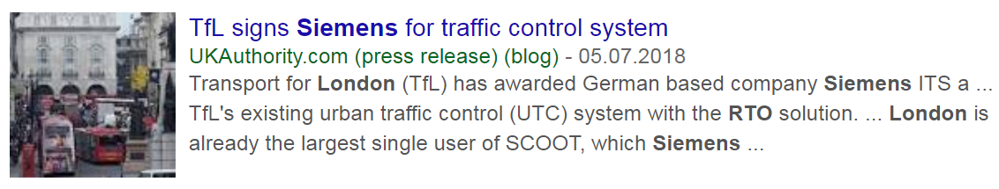 TfL signs Siemens for traffic control system
UKAuthority.com (press release) (blog) - 05.07.2018
Transport for London (TfL) has awarded German based company Siemens ITS a ...
TfL's existing urban traffic control (UTC) system with the RTO solution. ... London is
already the largest single user of SCOOT, which Siemens ...